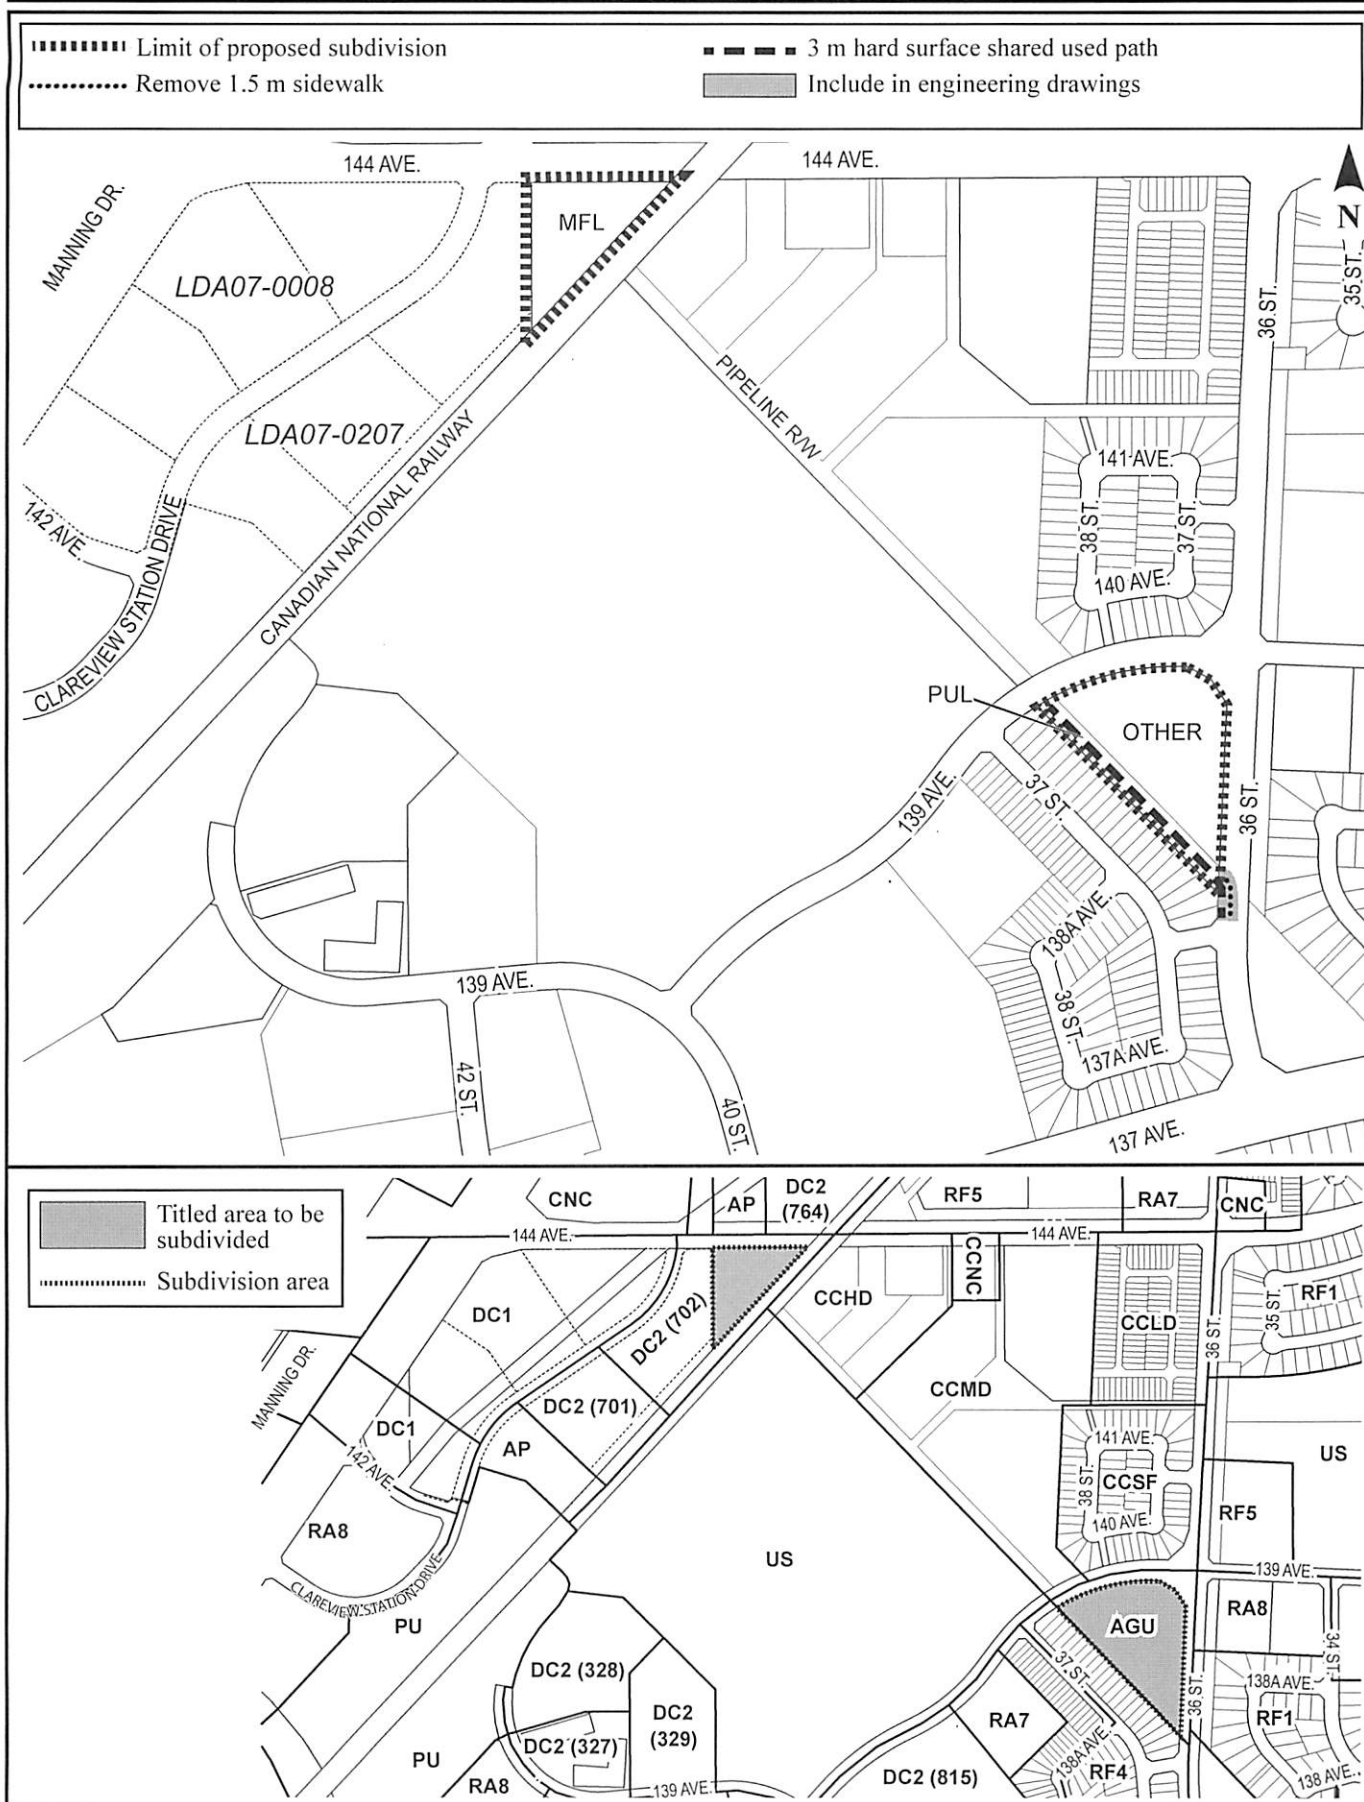 Limit of proposed subdivision
3 m hard surface shared used path
Remove 1.5 m sidewalk
Include in engineering drawings
144 AVE.
144 AVE.
N
MANNING DR.
MFL
LDA07-0008
36 ST.
35 ST.
PIPELINE R/W
LDA07-0207
CANADIAN NATIONAL RAILWAY
141 AVE.
142 AVE.
CLAREVIEW STATION DRIVE
38 ST.
37 ST.
140 AVE.
PUL
OTHER
139 AVE.
37 ST.
36 ST.
138A AVE
139 AVE.
38 ST.
137A AVE.
42 ST.
40 ST.
137 AVE.
Titled area to be
subdivided
Subdivision area
CNC
AP
DC2
(764)
RF5
RA7
CNC
144 AVE.
144 AVE.
DC1
DC2 (702)
CCHD
CCNC
CCLD
36 ST.
35 ST.
RF1
MANNING DR.
DC2 (701)
CCMD
DC1
AP
142 AVE.
141 AVE.
US
38 ST.
CCSF
140 AVE.
RF5
RA8
US
CLAREVIEW STATION DRIVE
139 AVE.
PU
AGU
RA8
34 ST.
DC2 (328)
37 ST.
36 ST.
138A AVE.
DC2
(329)
RA7
RF1
DC2 (327)
PU
138A AVE.
RF4
RA8
139 AVE.
DC2 (815)
138 AVE.